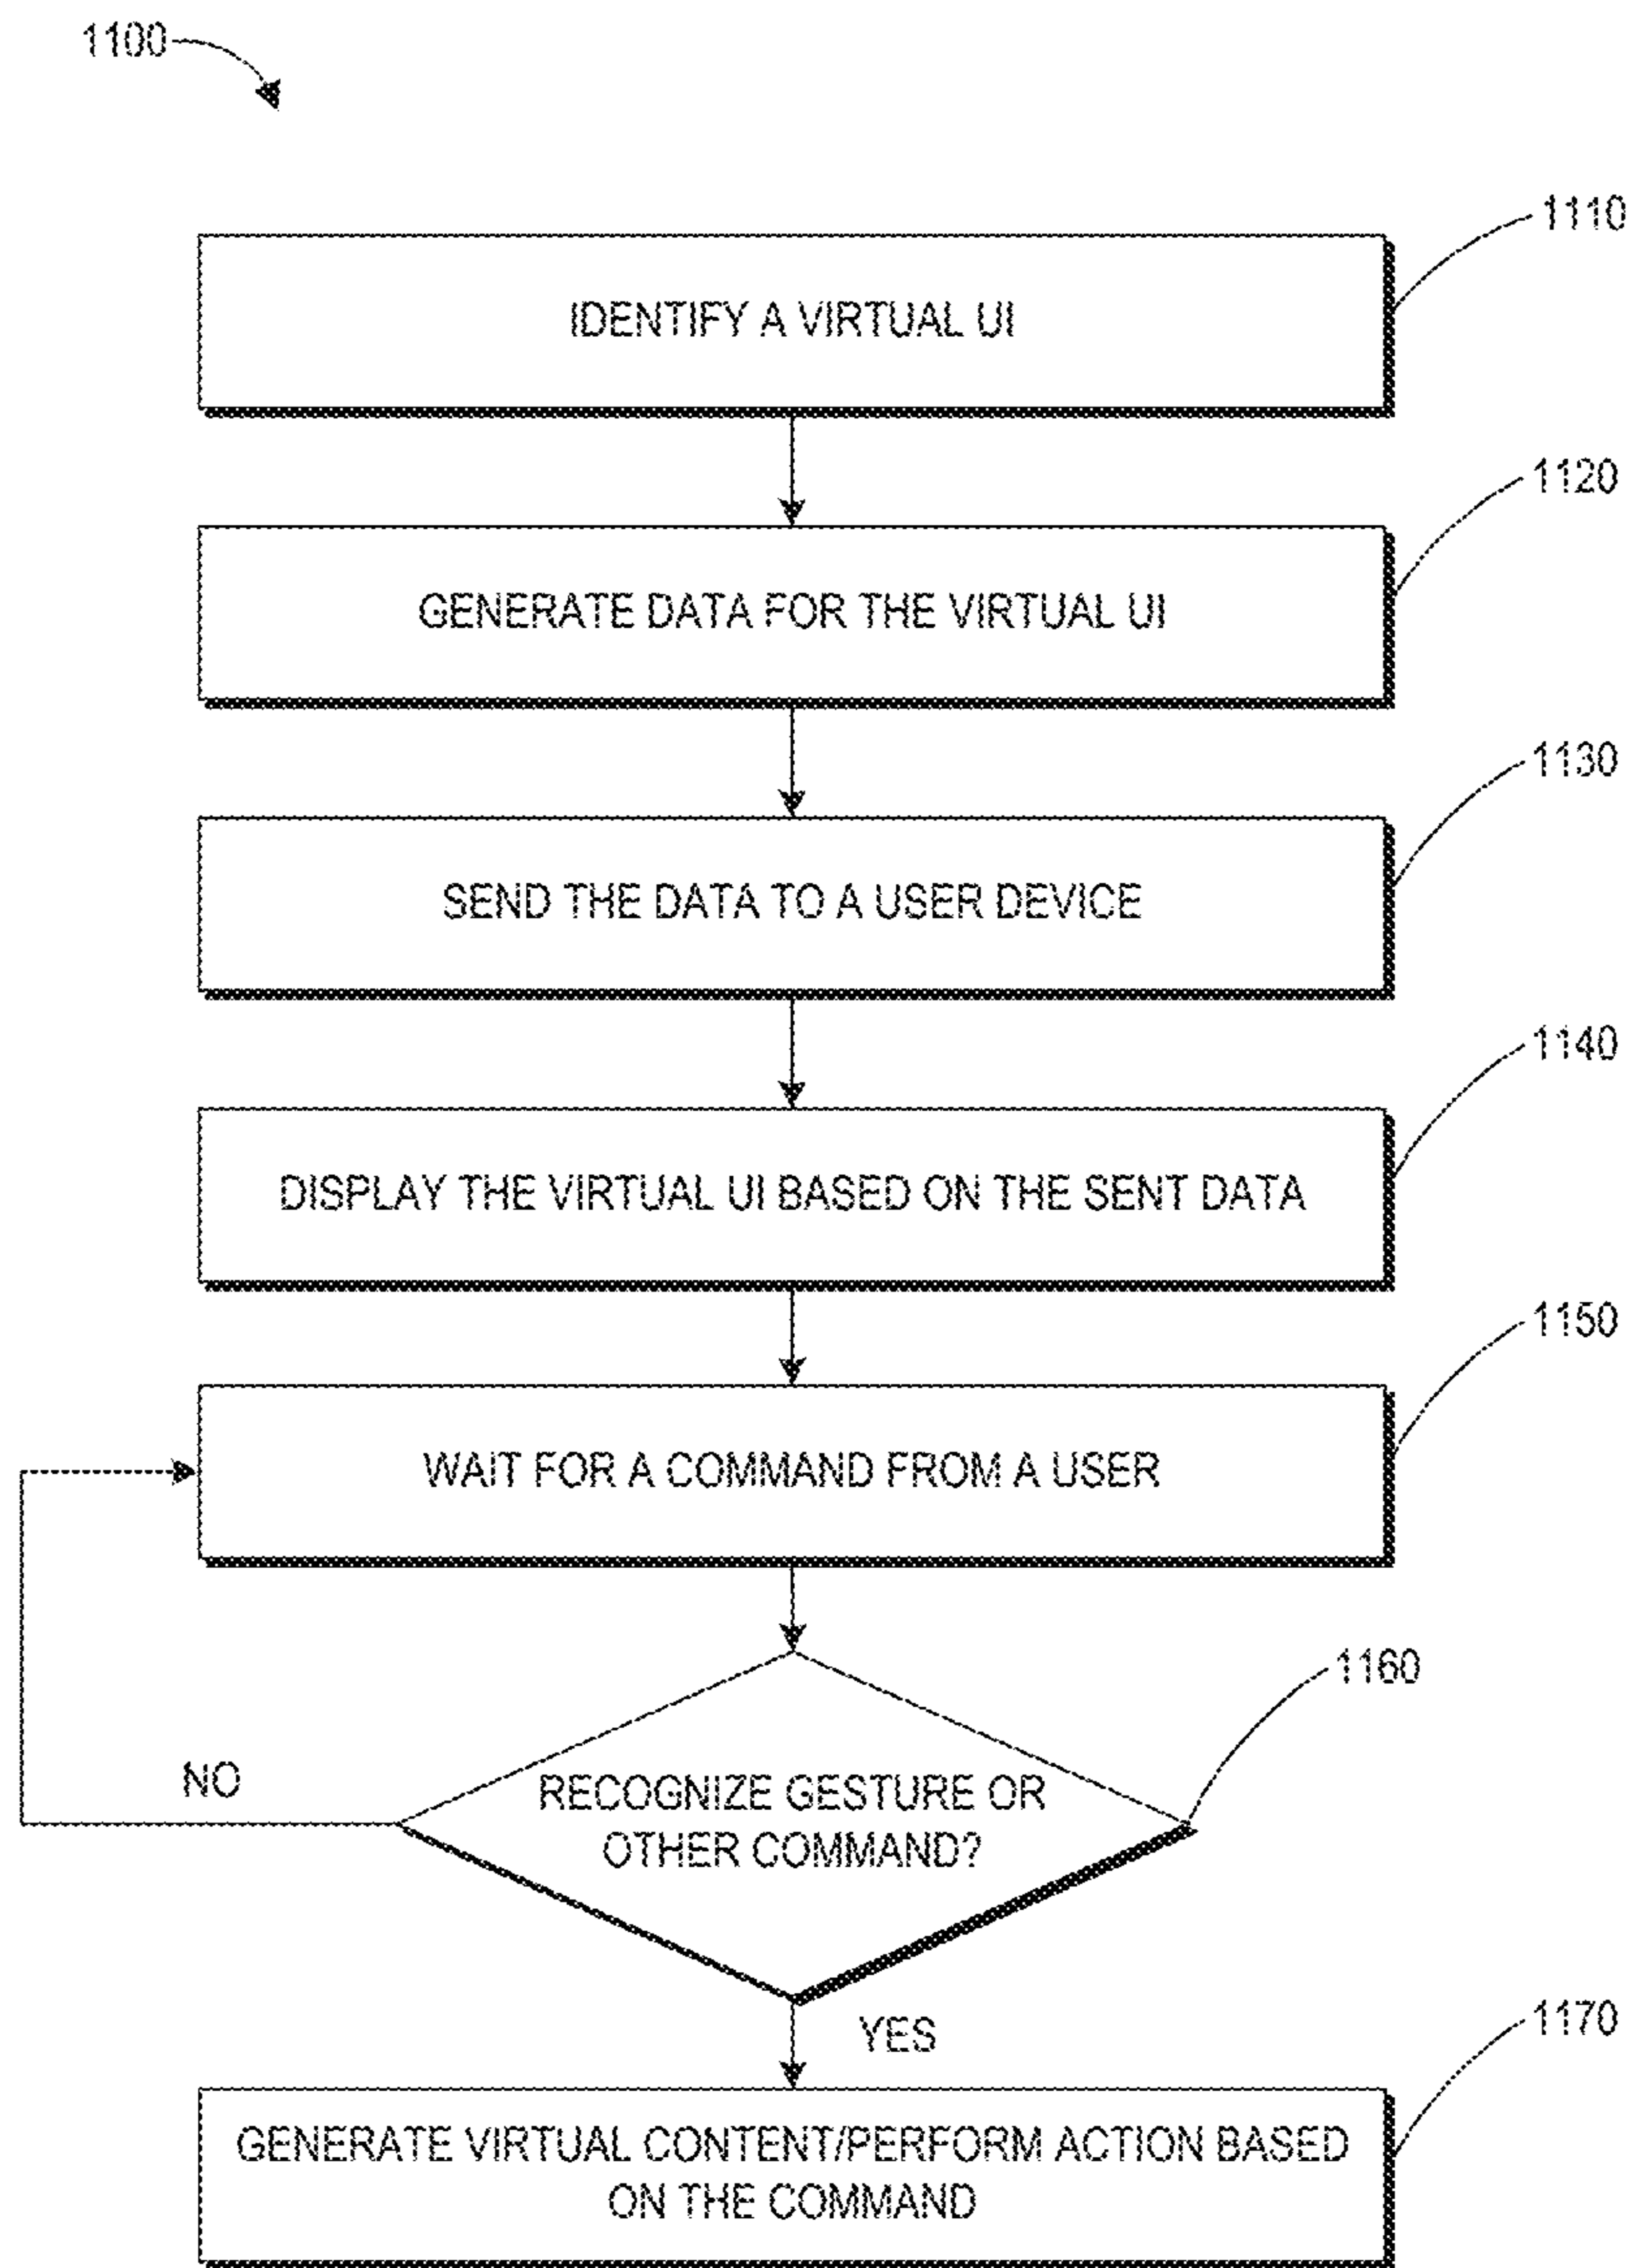 1100
1110
IDENTIFY A VIRTUAL UI
1120
GENERATE DATA FOR THE VIRTUAL UI
1130
SEND THE DATA TO A USER DEVICE
1140
DISPLAY THE VIRTUAL UI BASED ON THE SENT DATA
1150
WAIT FOR A COMMAND FROM A USER
1160
NO
RECOGNIZE GESTURE OR
OTHER COMMAND?
YES
1170
GENERATE VIRTUAL CONTENT/PERFORM ACTION BASED
ON THE COMMAND